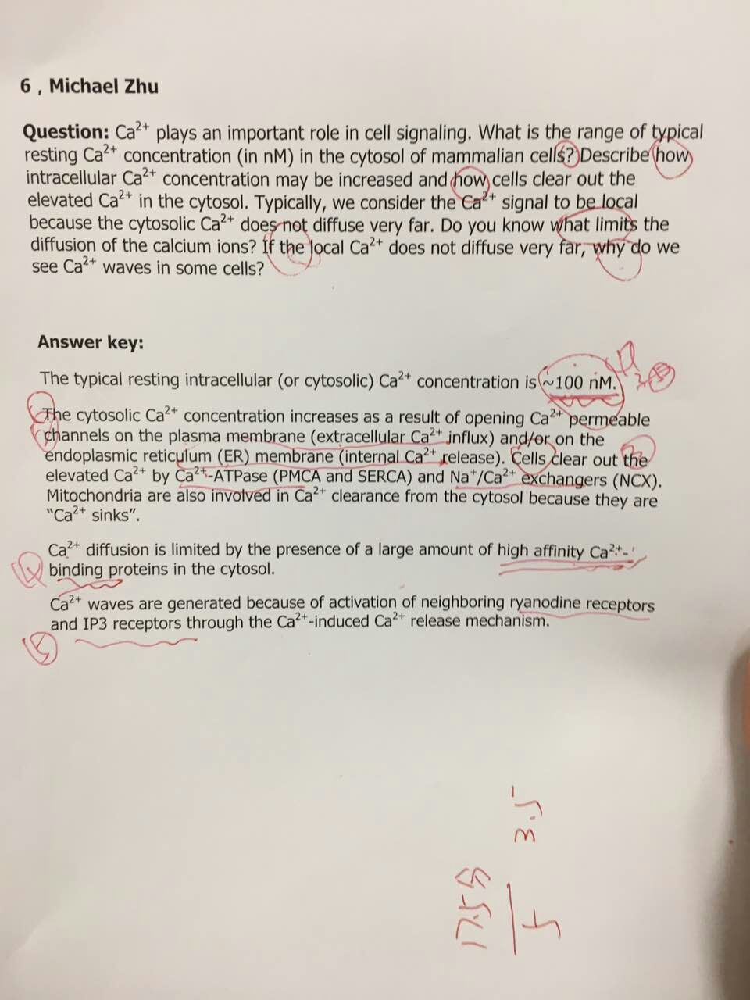 6 , Michael Zhu
Question: Ca²⁺ plays an important role in cell signaling. What is the range of typical
resting Ca²⁺ concentration (in nM) in the cytosol of mammalian cells? Describe how
intracellular Ca²⁺ concentration may be increased and how cells clear out the
elevated Ca²⁺ in the cytosol. Typically, we consider the Ca²⁺ signal to be local
because the cytosolic Ca²⁺ does not diffuse very far. Do you know what limits the
diffusion of the calcium ions? If the local Ca²⁺ does not diffuse very far, why do we
see Ca²⁺ waves in some cells?
Answer key:
The typical resting intracellular (or cytosolic) Ca²⁺ concentration is ~100 nM.
The cytosolic Ca²⁺ concentration increases as a result of opening Ca²⁺ permeable
channels on the plasma membrane (extracellular Ca²⁺ influx) and/or on the
endoplasmic reticulum (ER) membrane (internal Ca²⁺ release). Cells clear out the
elevated Ca²⁺ by Ca²⁺-ATPase (PMCA and SERCA) and Na⁺/Ca²⁺ exchangers (NCX).
Mitochondria are also involved in Ca²⁺ clearance from the cytosol because they are
"Ca²⁺ sinks".
Ca²⁺ diffusion is limited by the presence of a large amount of high affinity Ca²⁺-
binding proteins in the cytosol.
Ca²⁺ waves are generated because of activation of neighboring ryanodine receptors
and IP3 receptors through the Ca²⁺-induced Ca²⁺ release mechanism.
17.5分
5
3.5